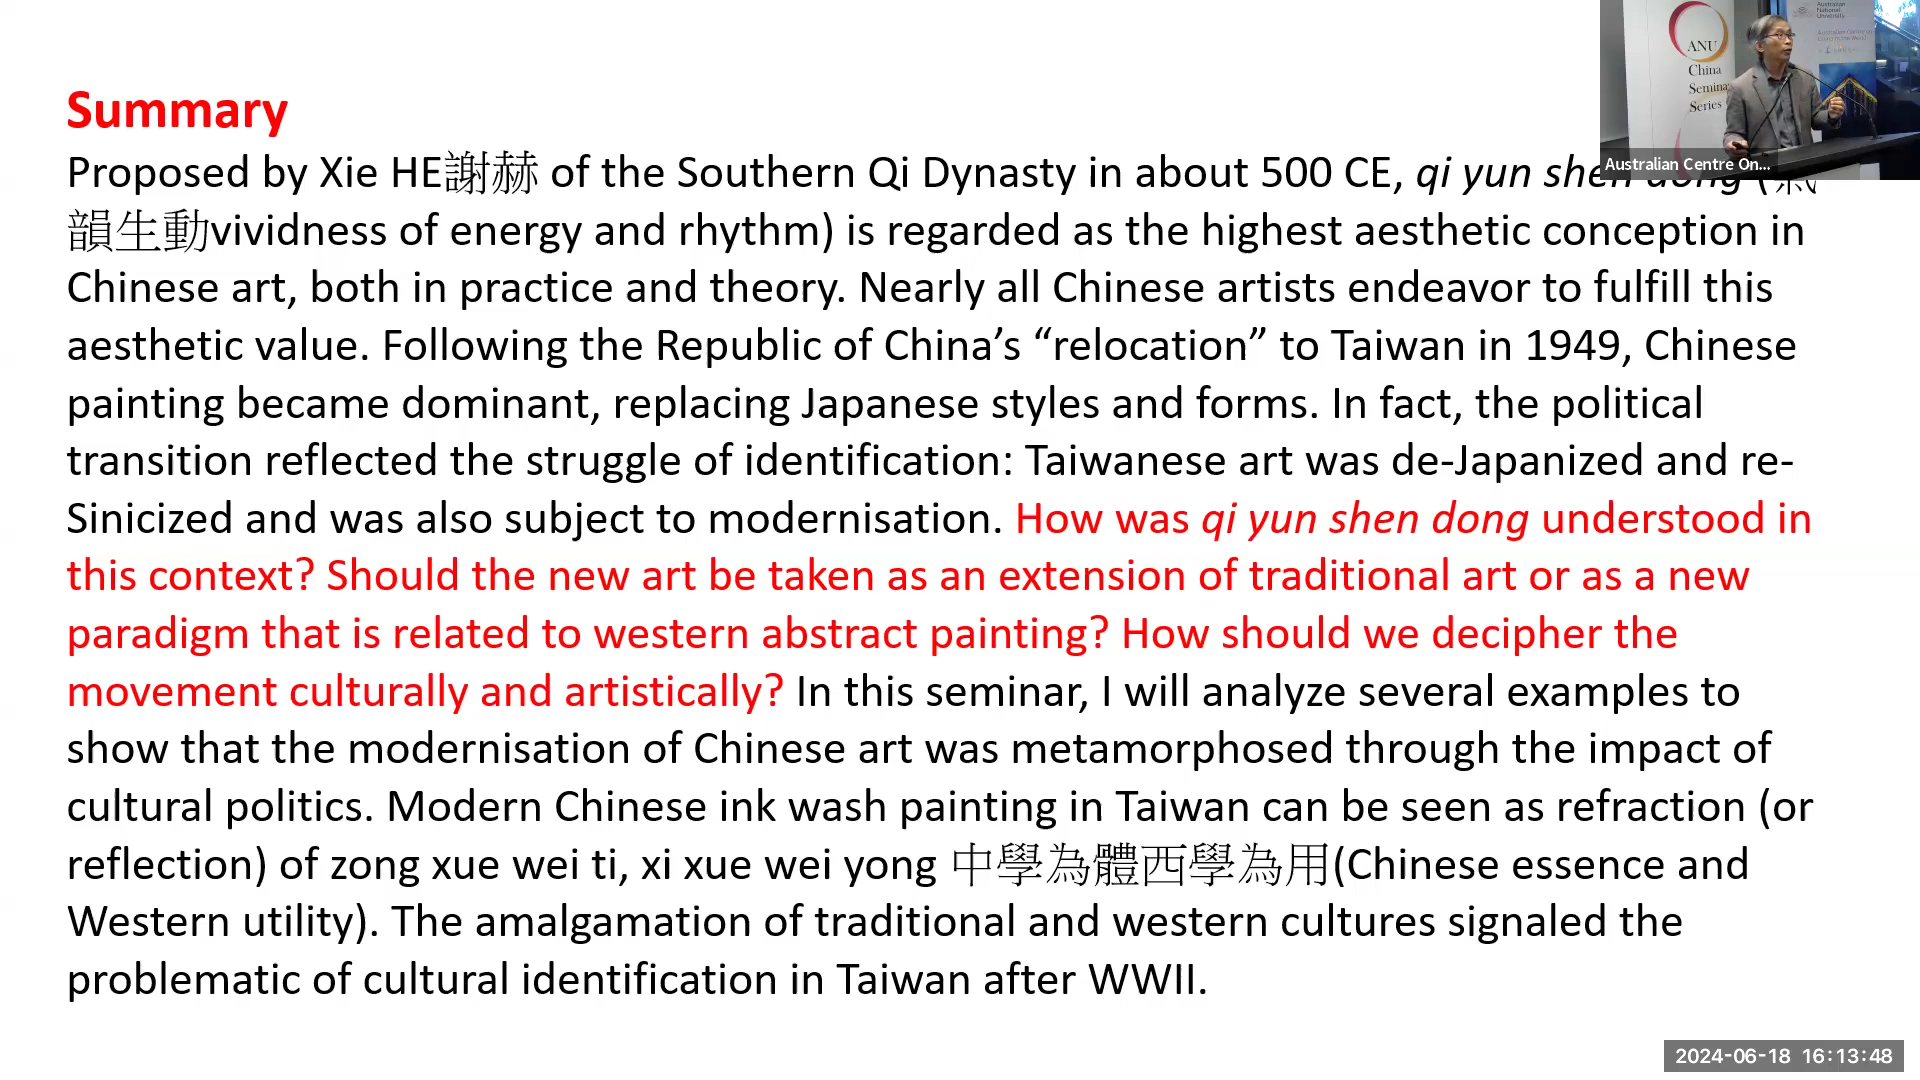 Summary
Proposed by Xie HE謝赫 of the Southern Qi Dynasty in about 500 CE, qi yun shen dong (氣
韻生動vividness of energy and rhythm) is regarded as the highest aesthetic conception in
Chinese art, both in practice and theory. Nearly all Chinese artists endeavor to fulfill this
aesthetic value. Following the Republic of China’s “relocation” to Taiwan in 1949, Chinese
painting became dominant, replacing Japanese styles and forms. In fact, the political
transition reflected the struggle of identification: Taiwanese art was de-Japanized and re-
Sinicized and was also subject to modernisation. How was qi yun shen dong understood in
this context? Should the new art be taken as an extension of traditional art or as a new
paradigm that is related to western abstract painting? How should we decipher the
movement culturally and artistically? In this seminar, I will analyze several examples to
show that the modernisation of Chinese art was metamorphosed through the impact of
cultural politics. Modern Chinese ink wash painting in Taiwan can be seen as refraction (or
reflection) of zong xue wei ti, xi xue wei yong 中學為體西學為用(Chinese essence and
Western utility). The amalgamation of traditional and western cultures signaled the
problematic of cultural identification in Taiwan after WWII.
ANU
China
Semina
Series
Australian
National
University
Australian Centre On...
2024-06-18 16:13:48